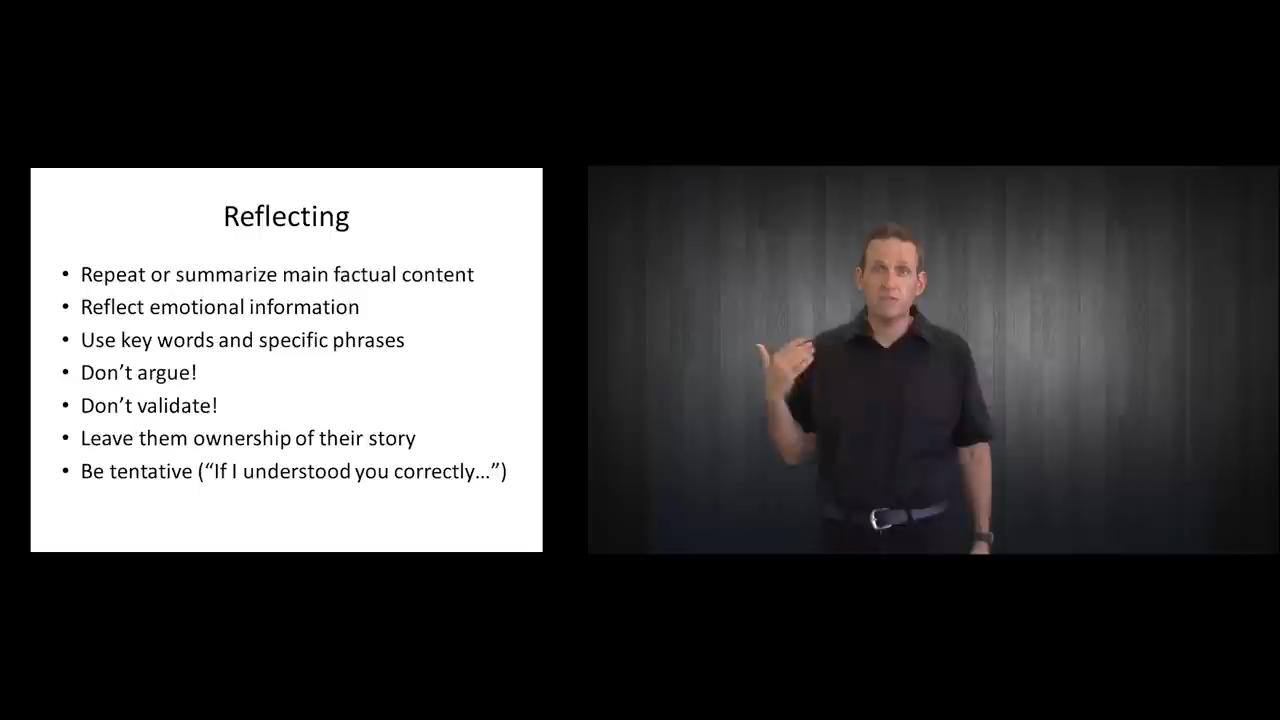 Reflecting
• Repeat or summarize main factual content
• Reflect emotional information
• Use key words and specific phrases
• Don’t argue!
• Don’t validate!
• Leave them ownership of their story
• Be tentative (“If I understood you correctly…”)